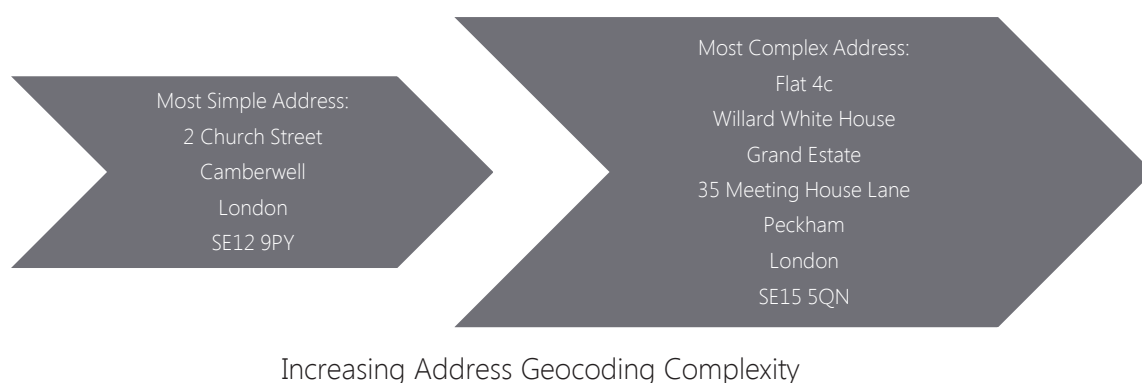 Most Simple Address:
2 Church Street
Camberwell
London
SE12 9PY
Most Complex Address:
Flat 4c
Willard White House
Grand Estate
35 Meeting House Lane
Peckham
London
SE15 5QN
Increasing Address Geocoding Complexity